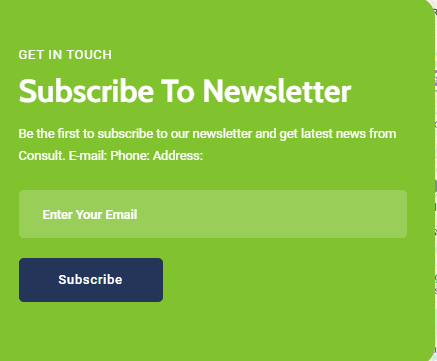 GET IN TOUCH
Subscribe To Newsletter
Be the first to subscribe to our newsletter and get latest news from
Consult. E-mail: Phone: Address:
Enter Your Email
Subscribe